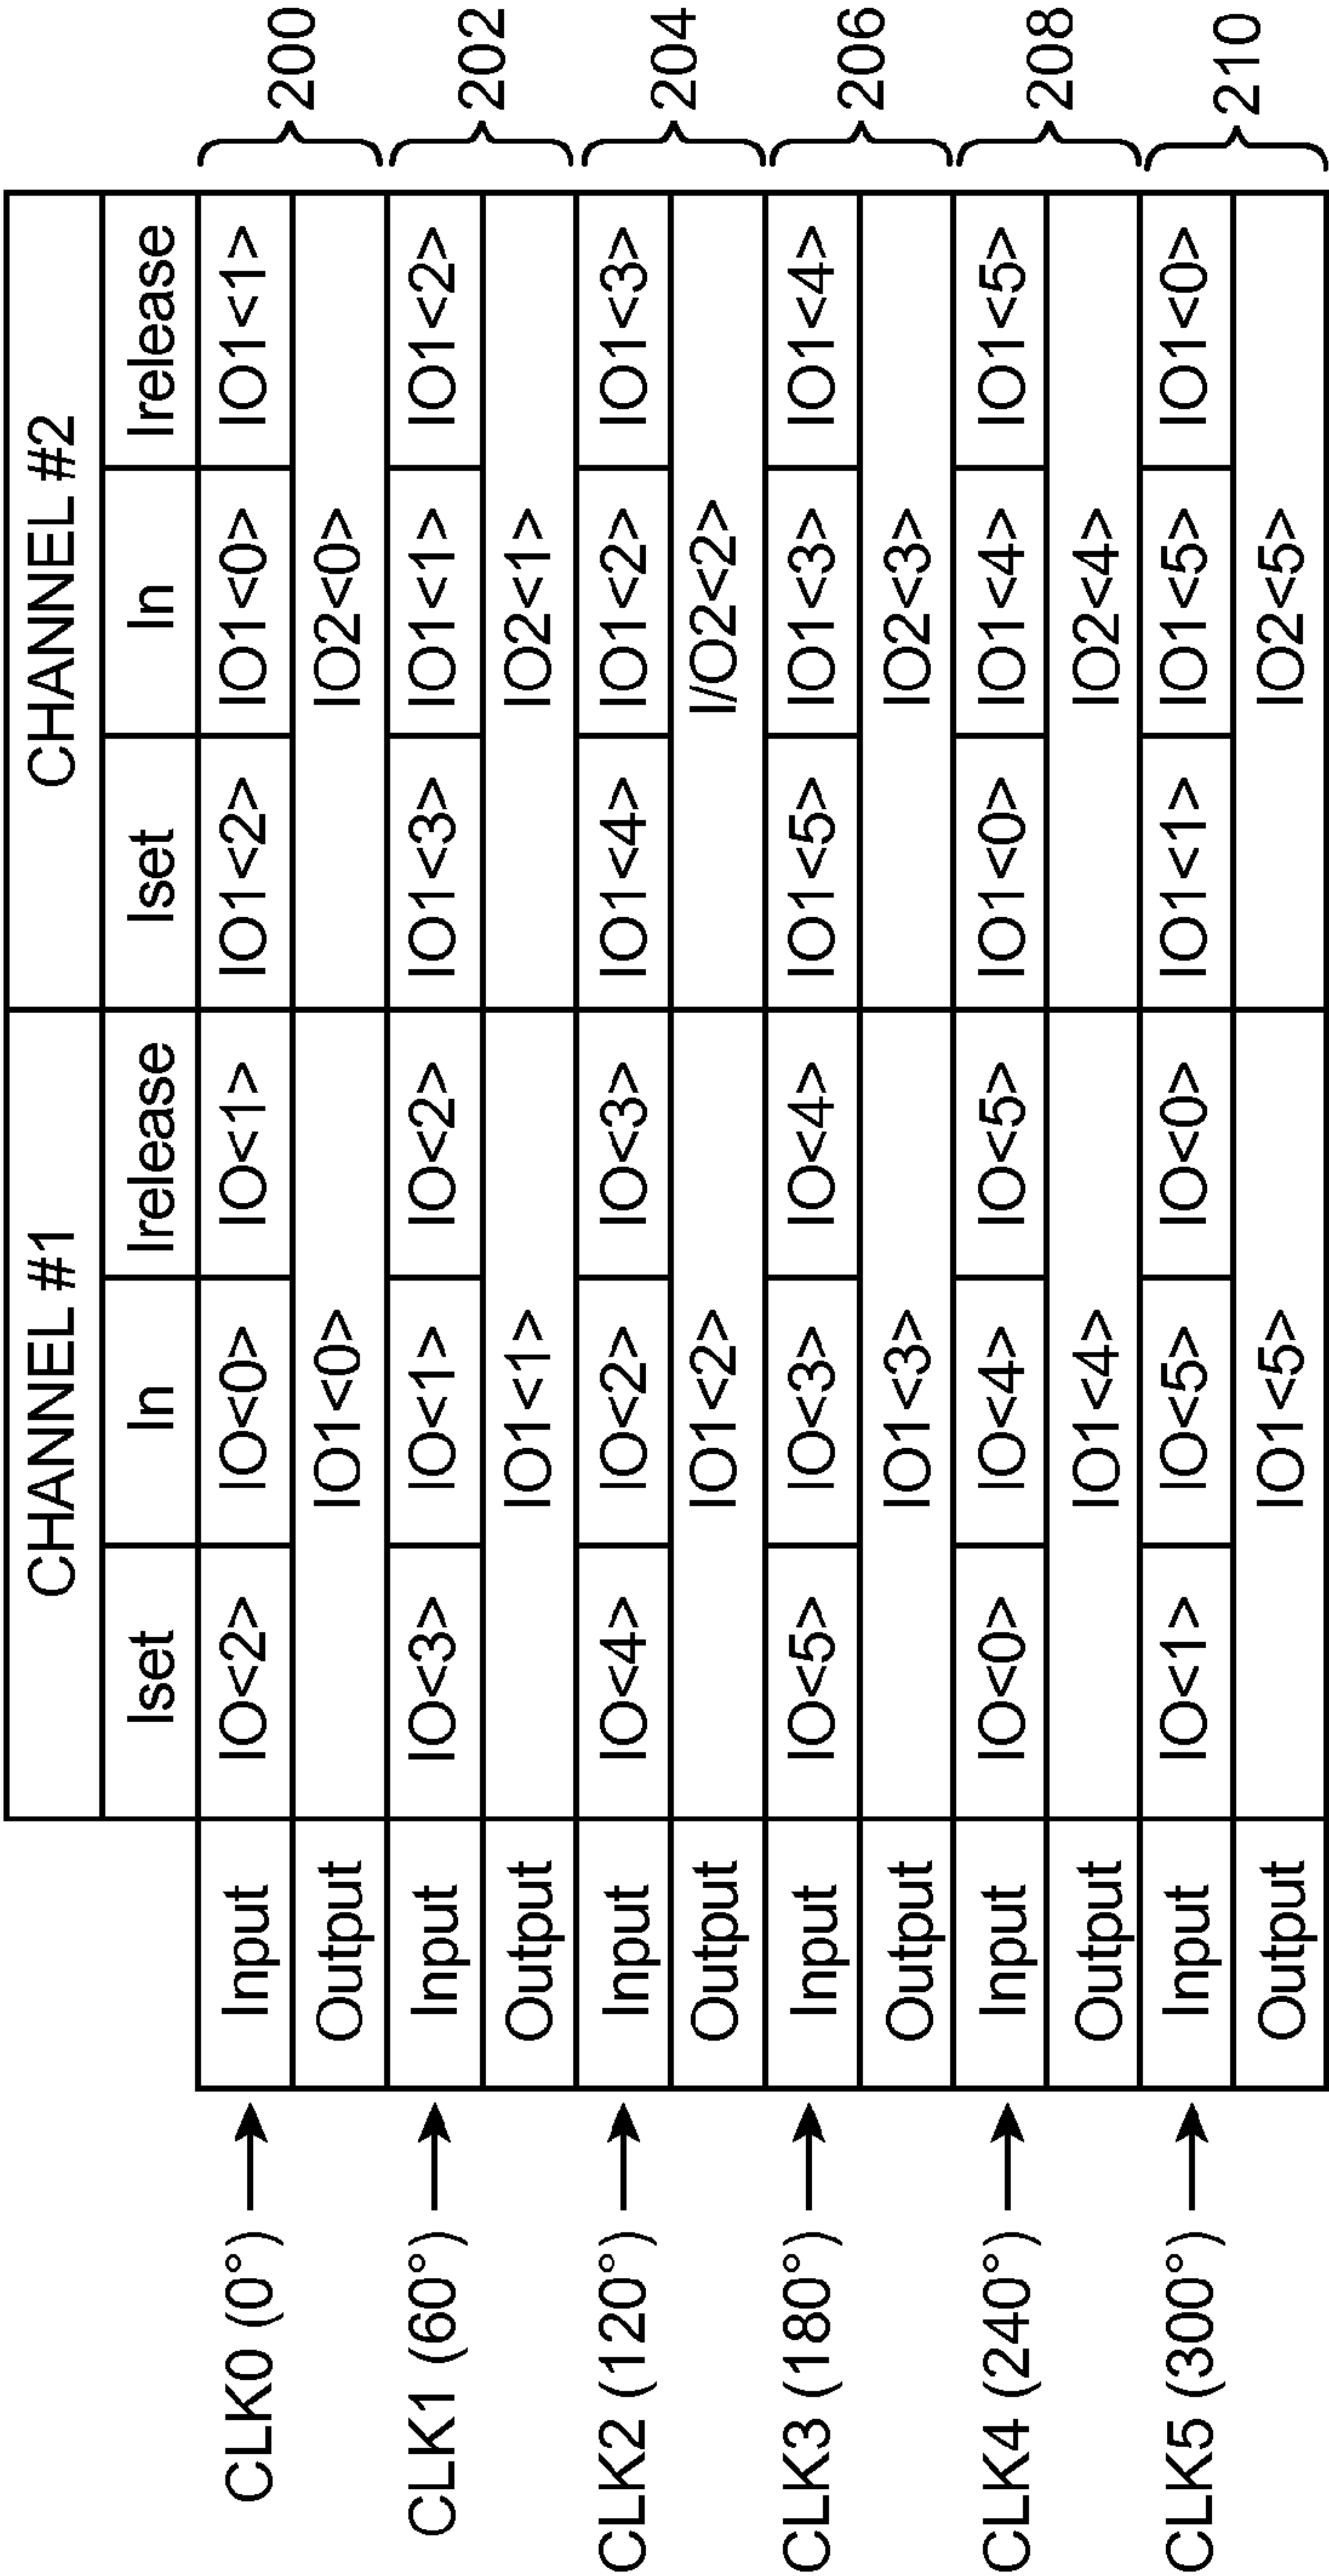 CHANNEL #1 CHANNEL #2
Iset In Irelease Iset In Irelease
CLK0 (0°) Input IO<2> IO<0> IO<1> IO1<2> IO1<0> IO1<1> 200
Output IO1<0> IO2<0>
CLK1 (60°) Input IO<3> IO<1> IO<2> IO1<3> IO1<1> IO1<2> 202
Output IO1<1> IO2<1>
CLK2 (120°) Input IO<4> IO<2> IO<3> IO1<4> IO1<2> IO1<3> 204
Output IO1<2> I/O2<2>
CLK3 (180°) Input IO<5> IO<3> IO<4> IO1<5> IO1<3> IO1<4> 206
Output IO1<3> IO2<3>
CLK4 (240°) Input IO<0> IO<4> IO<5> IO1<0> IO1<4> IO1<5> 208
Output IO1<4> IO2<4>
CLK5 (300°) Input IO<1> IO<5> IO<0> IO1<1> IO1<5> IO1<0> 210
Output IO1<5> IO2<5>